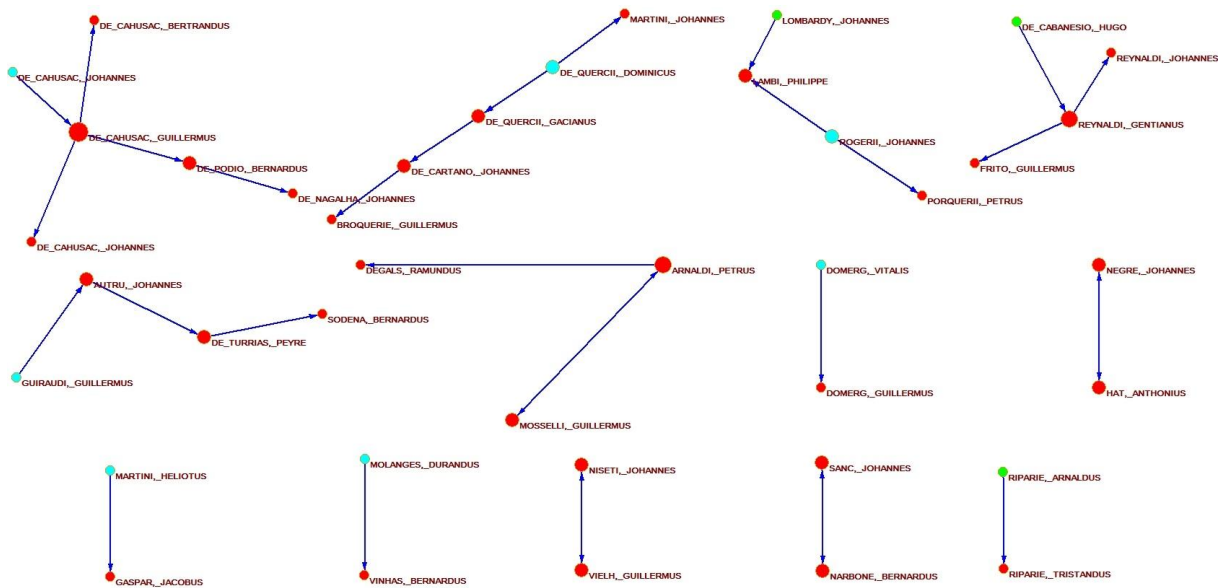 DE_CAHUSAC,_BERTRANDUS
MARTINI,_JOHANNES
LOMBARDY,_JOHANNES
DE_CABANESIO,_HUGO
DE_CAHUSAC,_JOHANNES
DE_QUERCII,_DOMINICUS
LAMBI,_PHILIPPE
REYNALDI,_JOHANNES
DE_CAHUSAC,_GUILLERMUS
DE_QUERCII,_GACIANUS
ROGERII,_JOHANNES
REYNALDI,_GENTIANUS
DE_PODIO,_BERNARDUS
DE_CARTANO,_JOHANNES
FRITO,_GUILLERMUS
DE_NAGALHA,_JOHANNES
PORQUERII,_PETRUS
BROQUERIE,_GUILLERMUS
DE_CAHUSAC,_JOHANNES
DEGALS,_RAMUNDUS
ARNALDI,_PETRUS
DOMERG,_VITALIS
NEGRE,_JOHANNES
AUTRU,_JOHANNES
SODENA,_BERNARDUS
DE_TURRIAS,_PEYRE
GUIRAUDI,_GUILLERMUS
DOMERG,_GUILLERMUS
HAT,_ANTHONIUS
MOSSELLI,_GUILLERMUS
MARTINI,_HELIOTUS
MOLANGES,_DURANDUS
NISETI,_JOHANNES
SANC,_JOHANNES
RIPARIE,_ARNALDUS
GASPAR,_JACOBUS
VINHAS,_BERNARDUS
VIELH,_GUILLERMUS
NARBONE,_BERNARDUS
RIPARIE,_TRISTANDUS